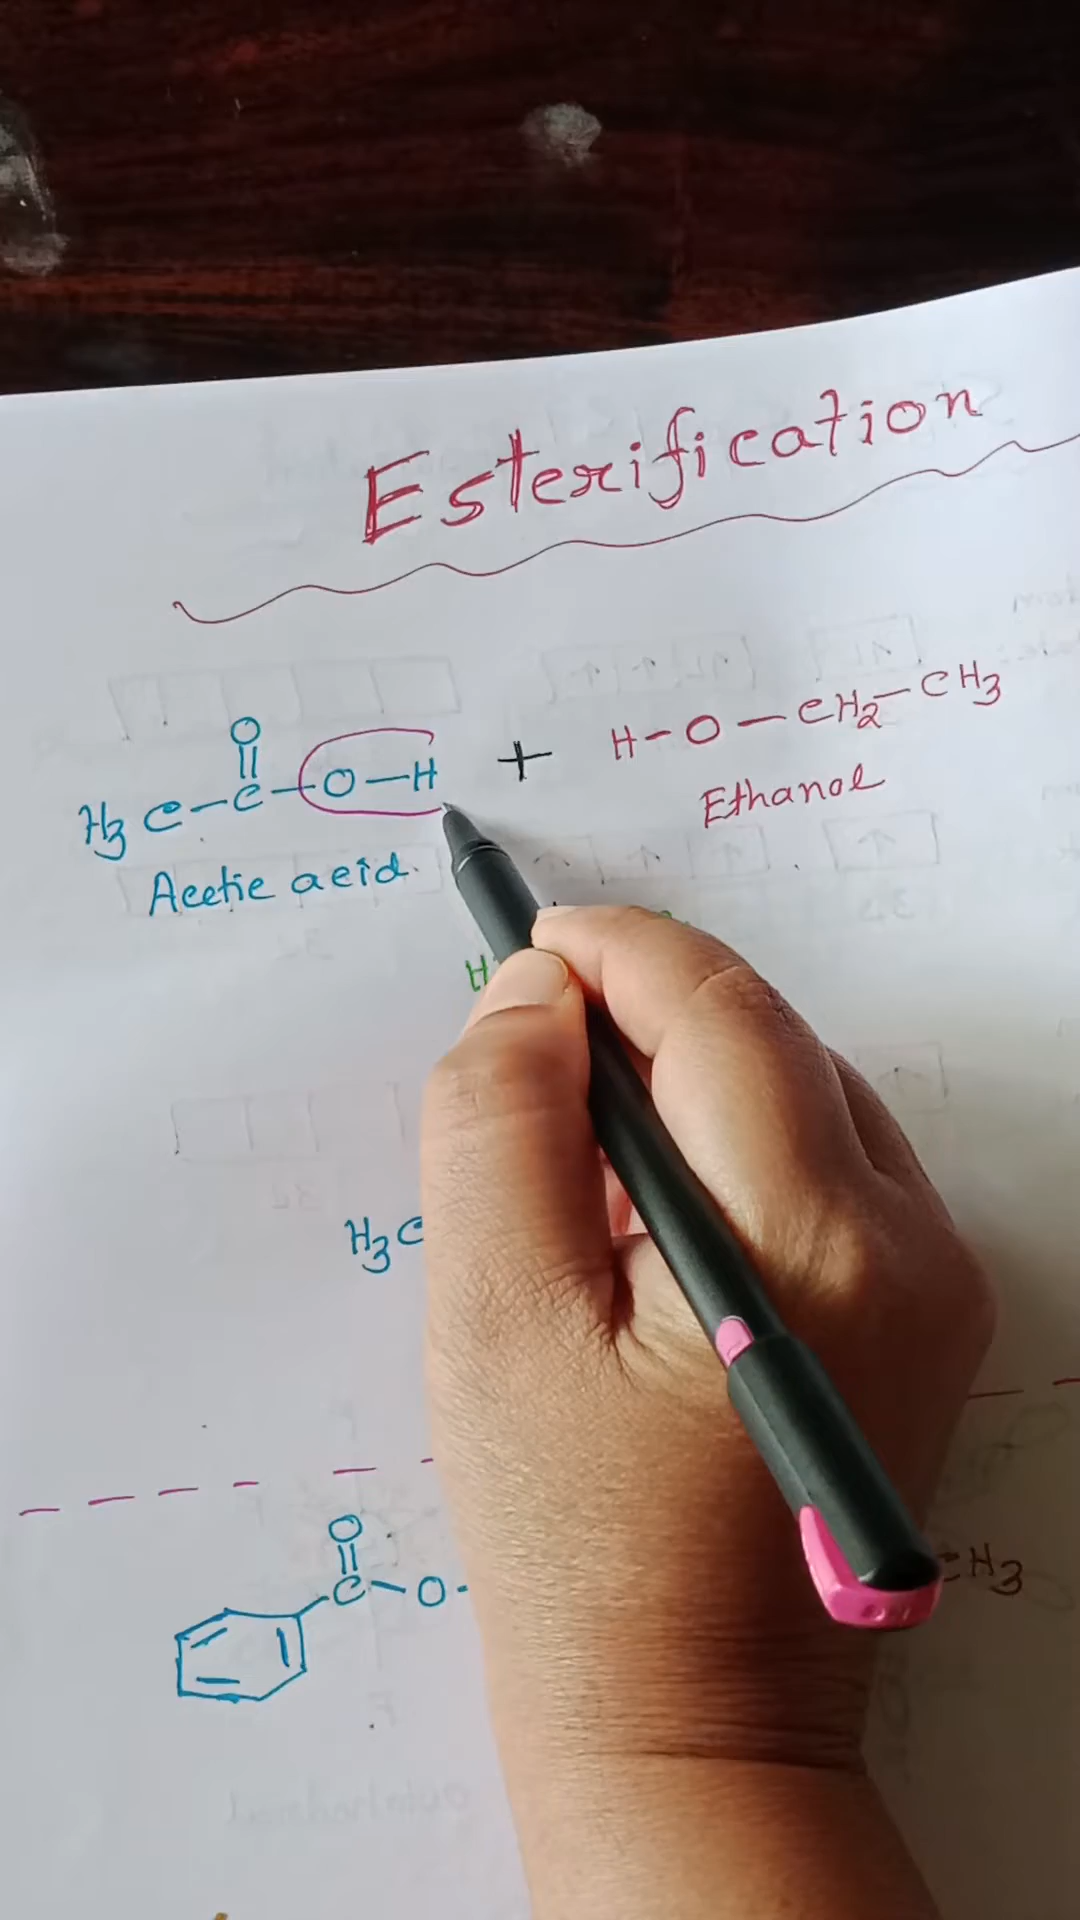 Esterification
O
H3C-C-O-H + H-O-CH2-CH3
Acetic acid.
Ethanol
H
H3C
O
C-O- CH3